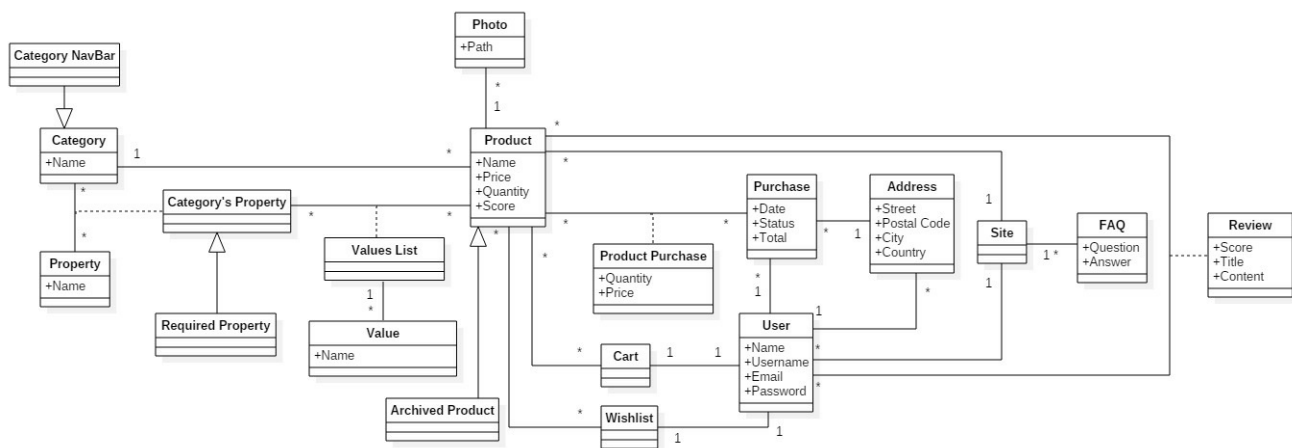 Photo
+Path
*
1
Category NavBar
Category
+Name
1
*
*
*
Category's Property
*
*
Property
+Name
Required Property
Values List
1
*
Value
+Name
Product
+Name
+Price
+Quantity
+Score
*
*
*
*
*
*
Product Purchase
+Quantity
+Price
Purchase
+Date
+Status
+Total
*
1
*
1
Address
+Street
+Postal Code
+City
+Country
*
1
Site
1
1
1
*
FAQ
+Question
+Answer
Review
+Score
+Title
+Content
User
+Name
+Username
+Email
+Password
*
*
Cart
*
1
1
Archived Product
Wishlist
*
1
1